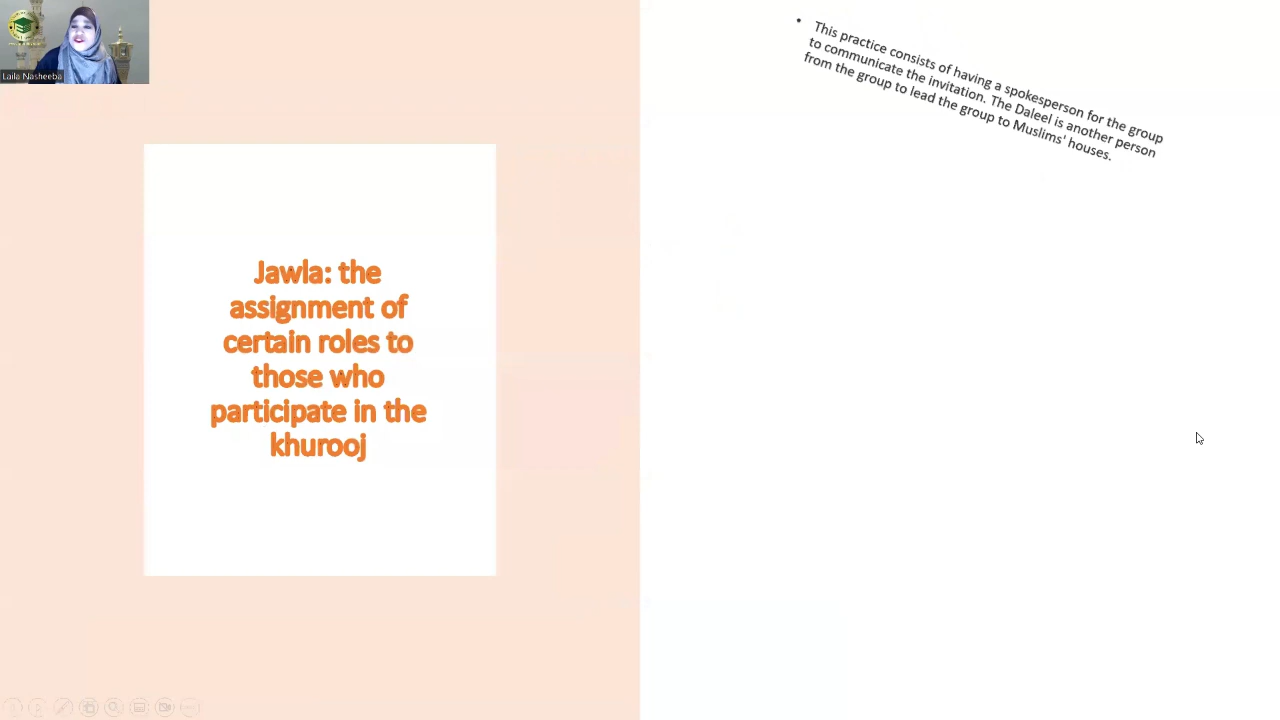 Laila Nasheeba
Jawla: the
assignment of
certain roles to
those who
participate in the
khurooj
• This practice consists of having a spokesperson for the group
to communicate the invitation. The Daleel is another person
from the group to lead the group to Muslims' houses.